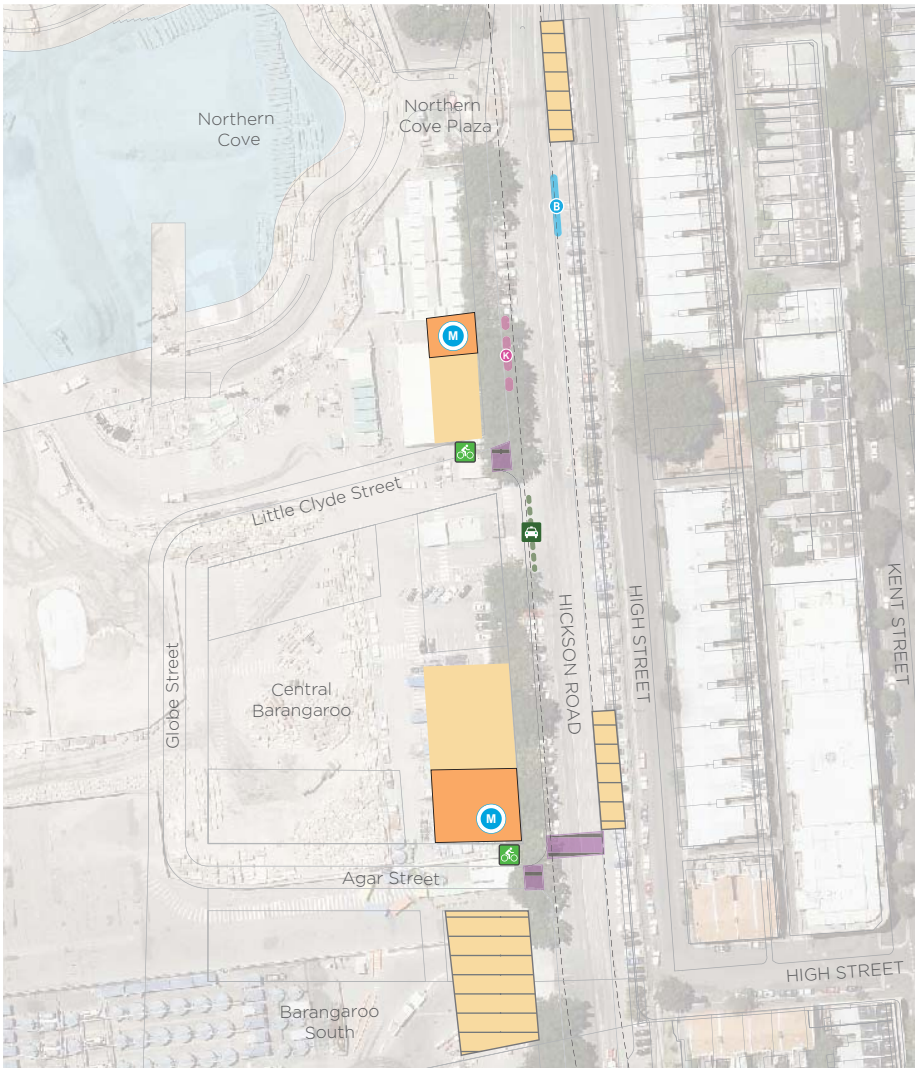 Northern
Cove
Northern
Cove Plaza
B
M
K
Little Clyde Street
HICKSON ROAD
HIGH STREET
KENT STREET
Globe Street
Central
Barangaroo
M
Agar Street
HIGH STREET
Barangaroo
South